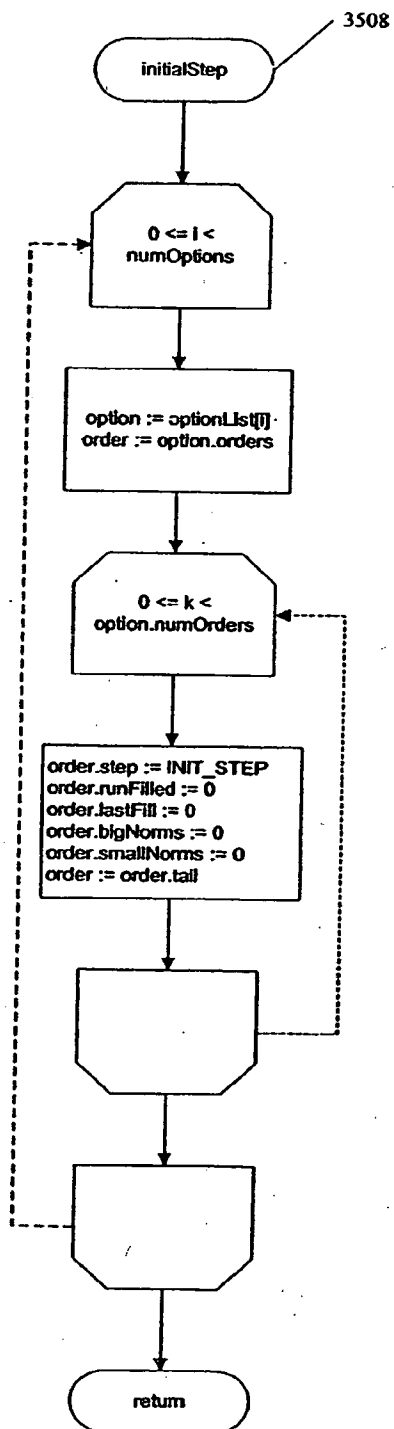 3508
initialStep
0 <= i <
numOptions
option := optionList[i]
order := option.orders
0 <= k <
option.numOrders
order.step := INIT_STEP
order.runFilled := 0
order.lastFill := 0
order.bigNorms := 0
order.smallNorms := 0
order := order.tail
return